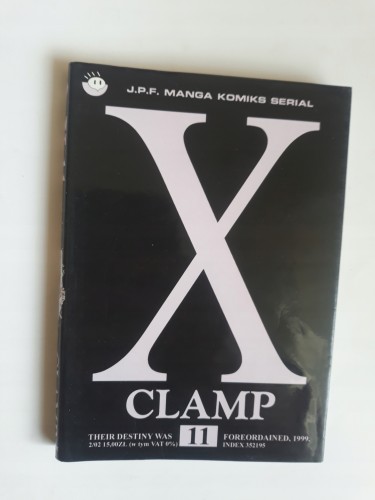 J.P.F. MANGA KOMIKS SERIAL
X
CLAMP
THEIR DESTINY WAS 11 FOREORDAINED, 1999.
2/02 15,00ZŁ (w tym VAT 0%) INDEX 352195